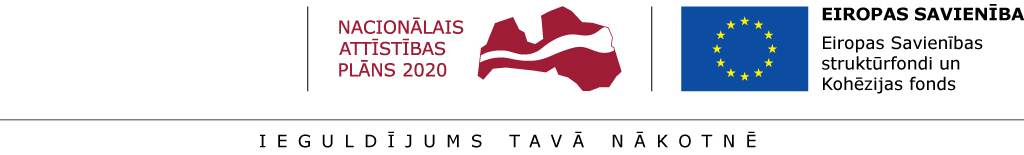 NACIONĀLAIS
ATTĪSTĪBAS
PLĀNS 2020
EIROPAS SAVIENĪBA
Eiropas Savienības
struktūrfondi un
Kohēzijas fonds
IEGULDĪJUMS TAVĀ NĀKOTNĒ